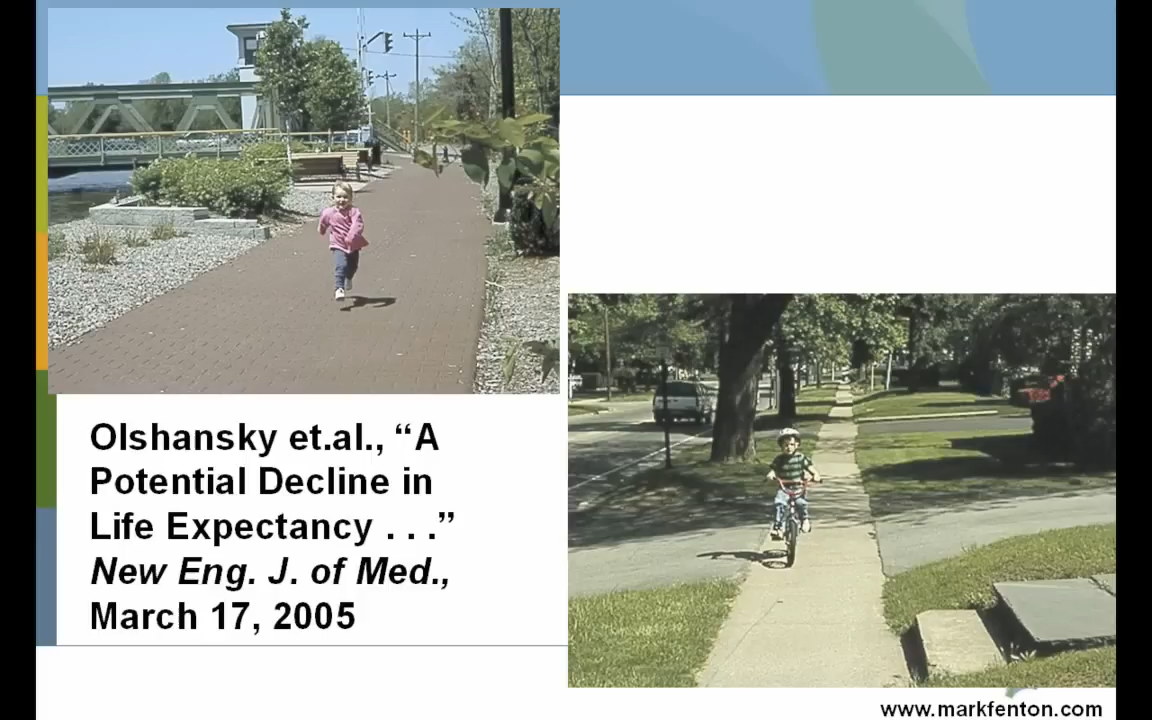 Olshansky et.al., “A
Potential Decline in
Life Expectancy . . .”
New Eng. J. of Med.,
March 17, 2005
www.markfenton.com